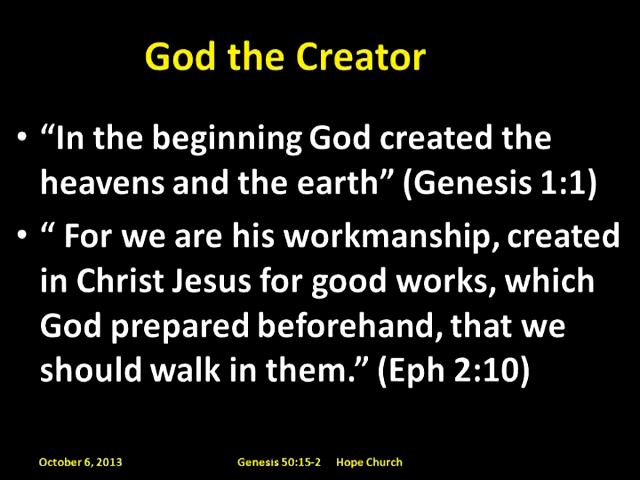 God the Creator
• “In the beginning God created the
heavens and the earth” (Genesis 1:1)
• “ For we are his workmanship, created
in Christ Jesus for good works, which
God prepared beforehand, that we
should walk in them.” (Eph 2:10)
October 6, 2013 Genesis 50:15-2 Hope Church